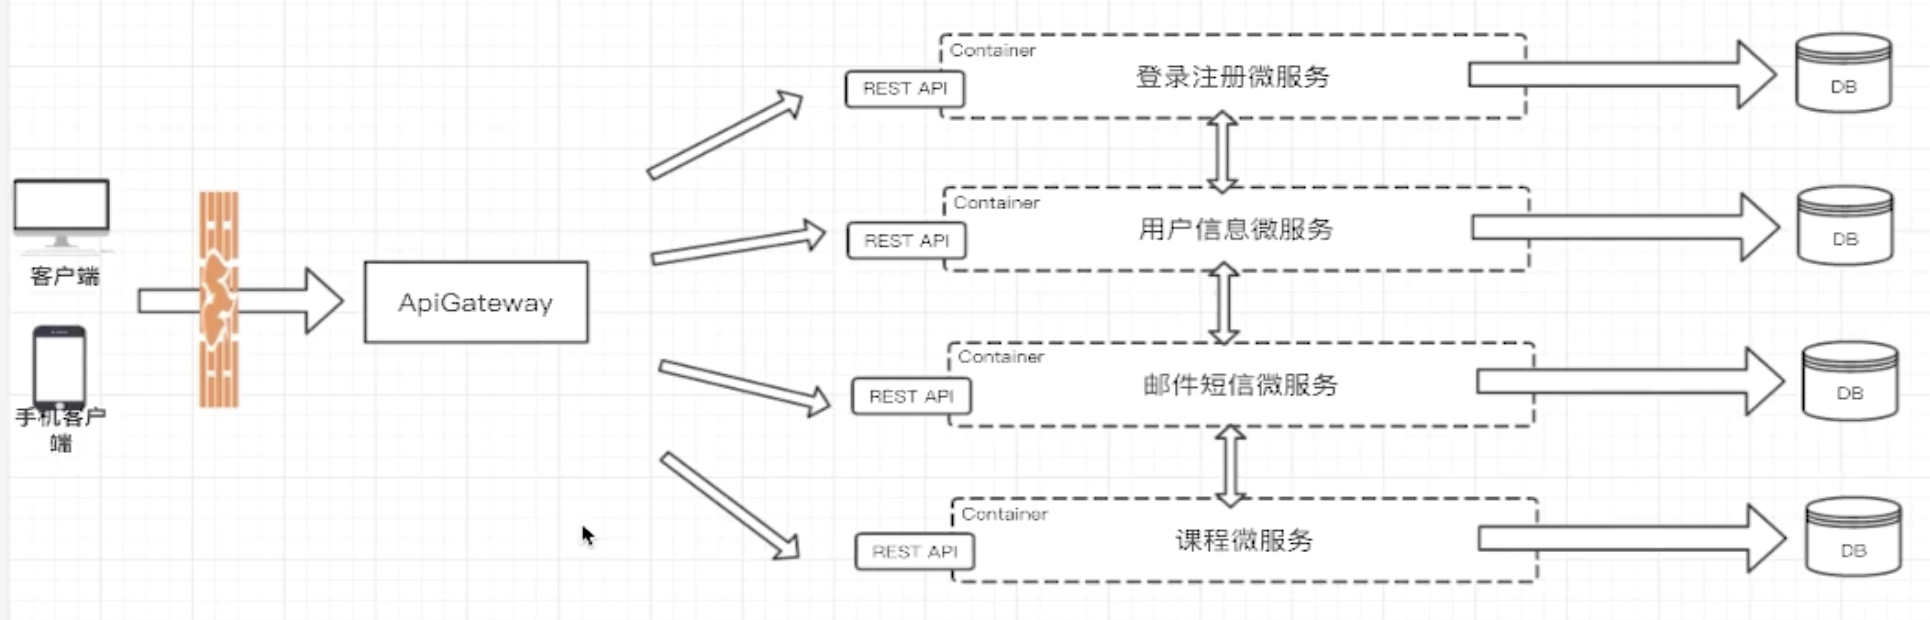 客户端
手机客户
端
ApiGateway
Container
REST API
登录注册微服务
DB
Container
REST API
用户信息微服务
DB
Container
REST API
邮件短信微服务
DB
Container
REST API
课程微服务
DB